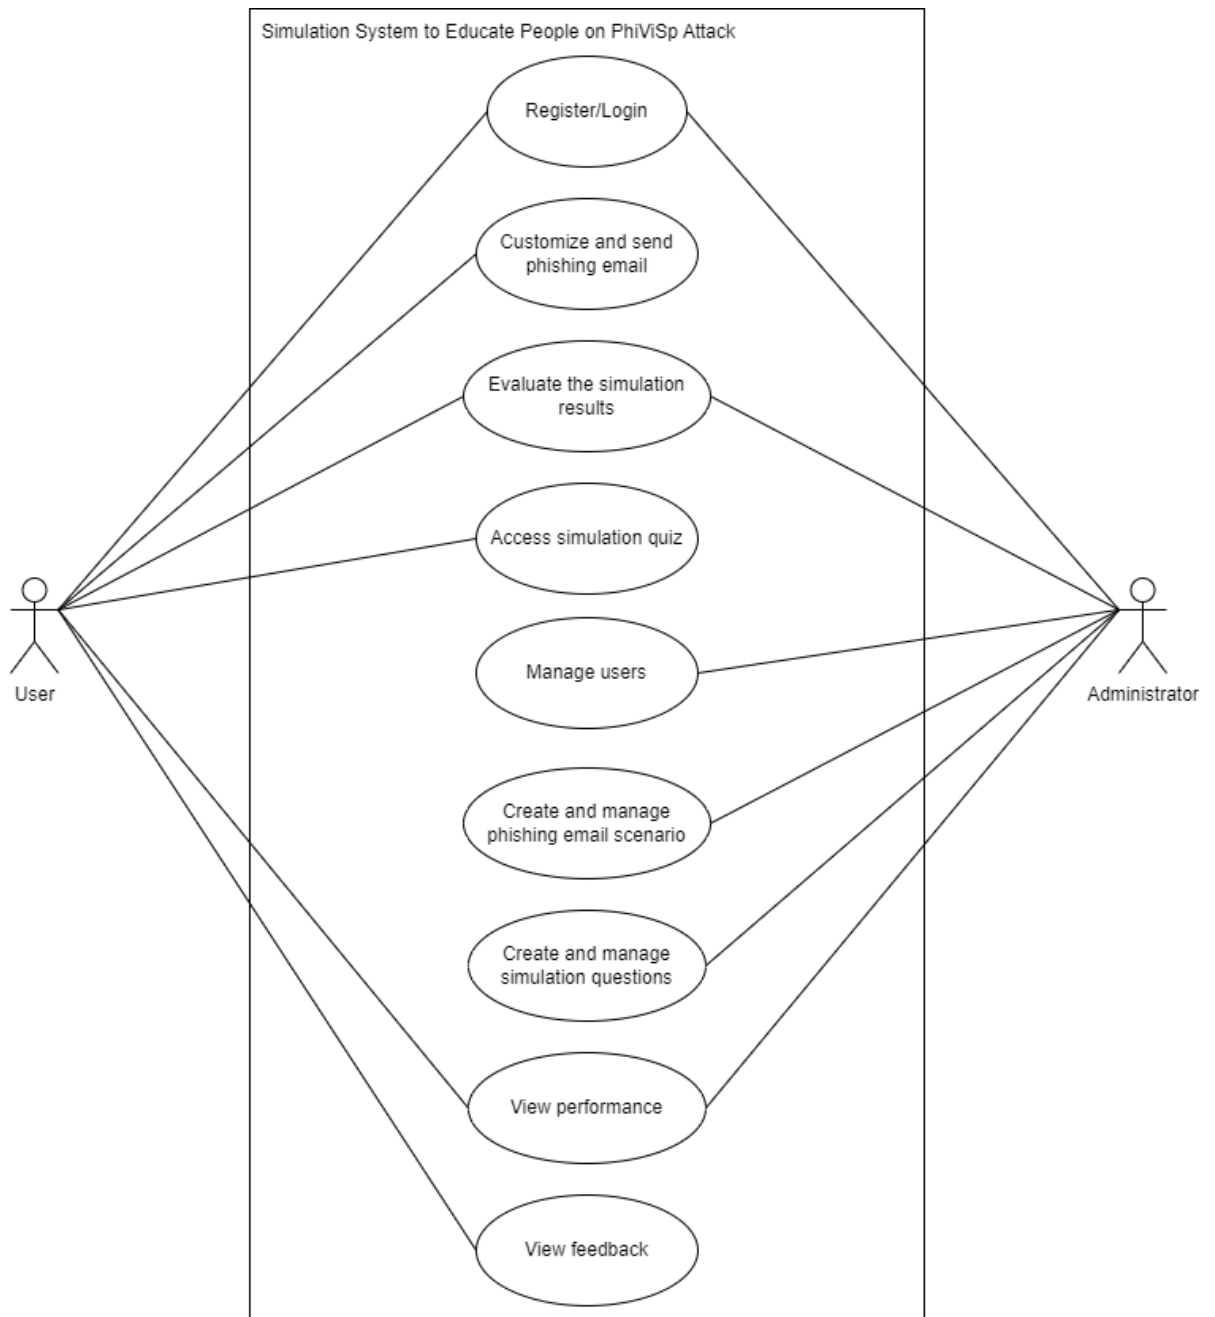 Simulation System to Educate People on PhiViSp Attack
Register/Login
Customize and send
phishing email
Evaluate the simulation
results
Access simulation quiz
Manage users
User
Administrator
Create and manage
phishing email scenario
Create and manage
simulation questions
View performance
View feedback